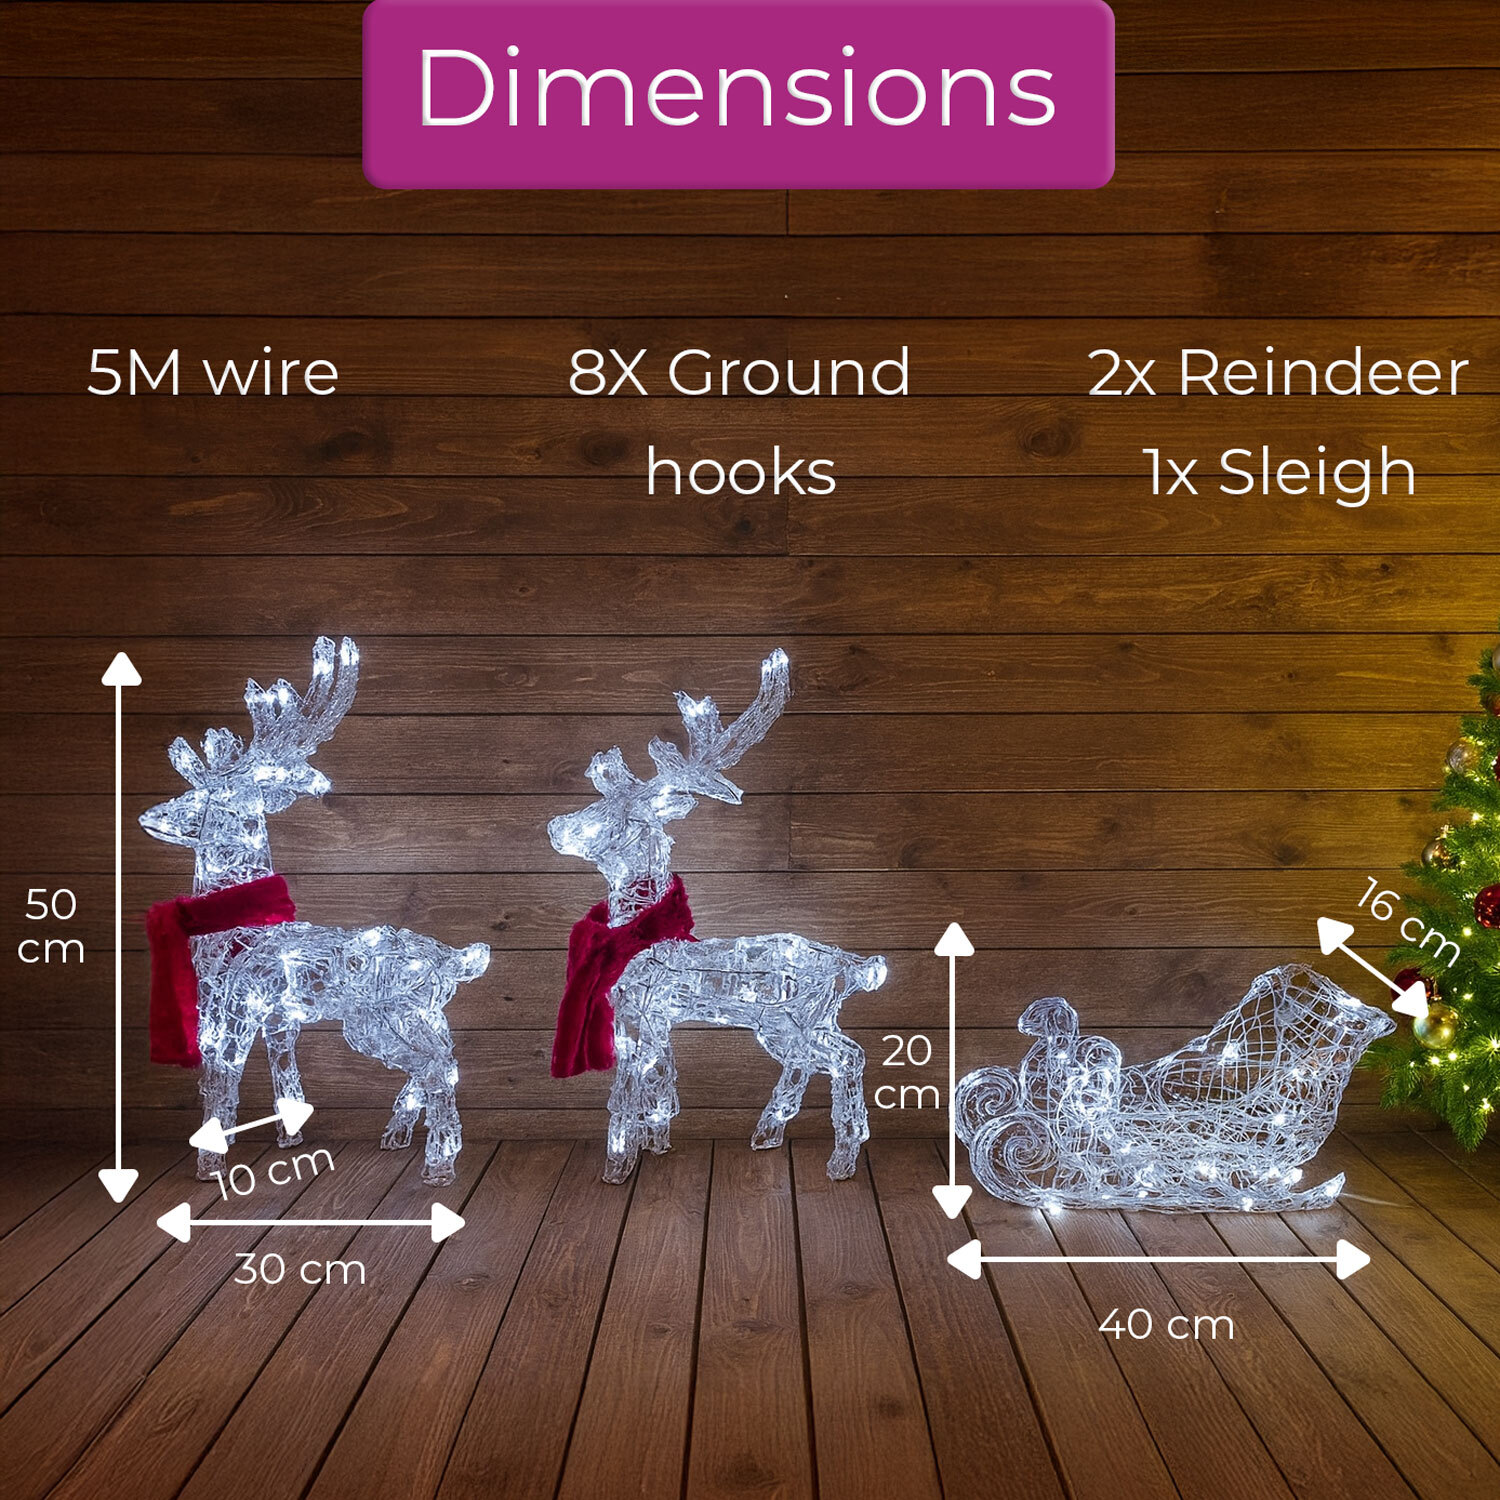 Dimensions
5M wire
8X Ground
hooks
2x Reindeer
1x Sleigh
50
cm
10 cm
30 cm
20
cm
16 cm
40 cm